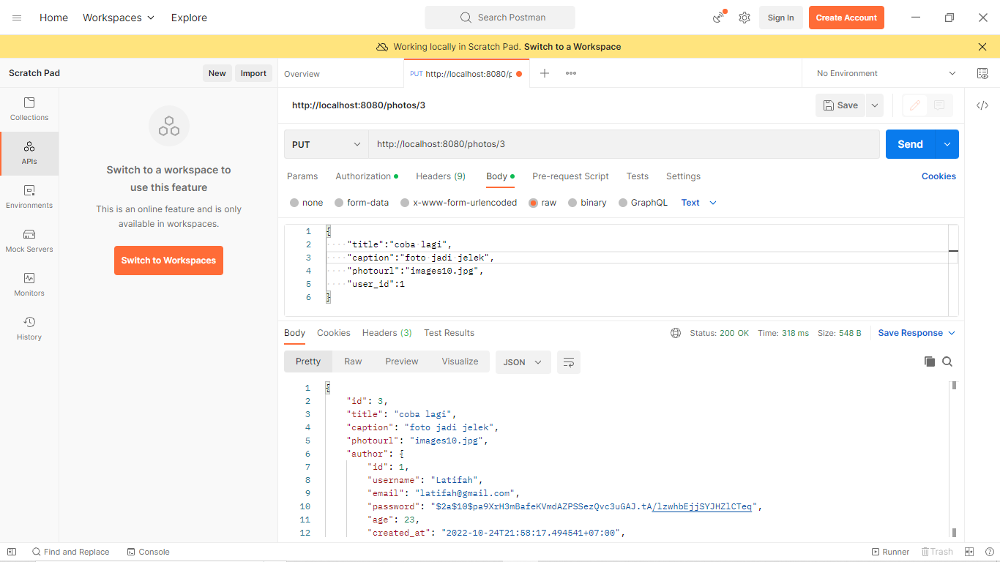 Home Workspaces Explore Search Postman Sign In Create Account
Working locally in Scratch Pad. Switch to a Workspace
Scratch Pad New Import Overview PUT http://localhost:8080/p No Environment
http://localhost:8080/photos/3 Save
Collections
APIs
Environments
Mock Servers
Monitors
History
Switch to a workspace to
use this feature
This is an online feature and is only
available in workspaces.
Switch to Workspaces
PUT http://localhost:8080/photos/3 Send
Params Authorization Headers (9) Body Pre-request Script Tests Settings Cookies
none form-data x-www-form-urlencoded raw binary GraphQL Text
1 {
2 "title":"coba lagi",
3 "caption":"foto jadi jelek",
4 "photourl":"images10.jpg",
5 "user_id":1
6 }
Body Cookies Headers (3) Test Results Status: 200 OK Time: 318 ms Size: 548 B Save Response
Pretty Raw Preview Visualize JSON
1 {
2 "id": 3,
3 "title": "coba lagi",
4 "caption": "foto jadi jelek",
5 "photourl": "images10.jpg",
6 "author": {
7 "id": 1,
8 "username": "Latifah",
9 "email": "latifah@gmail.com",
10 "password": "$2a$10$pa9XrH3mBafeKVmdAZPSSezQvc3uGAJ.tA/lzwhbEjjSYJHZlCTeq",
11 "age": 23,
12 "created_at": "2022-10-24T21:58:17.494541+07:00",
Find and Replace Console Runner Trash